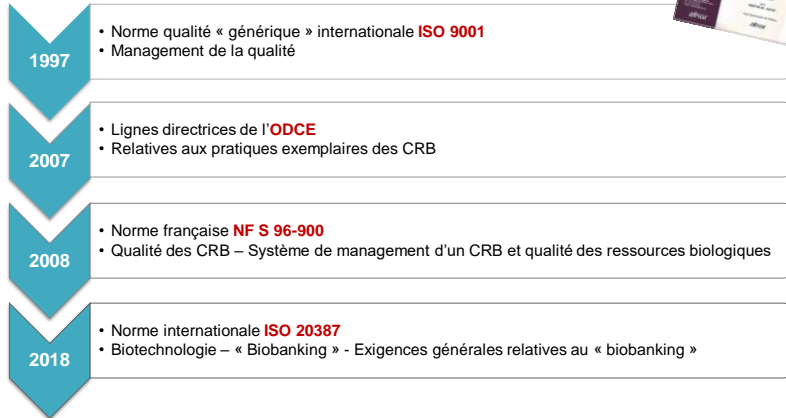 1997
• Norme qualité « générique » internationale ISO 9001
• Management de la qualité
2007
• Lignes directrices de l'ODCE
• Relatives aux pratiques exemplaires des CRB
2008
• Norme française NF S 96-900
• Qualité des CRB – Système de management d'un CRB et qualité des ressources biologiques
2018
• Norme internationale ISO 20387
• Biotechnologie – « Biobanking » - Exigences générales relatives au « biobanking »
afnor
afnor